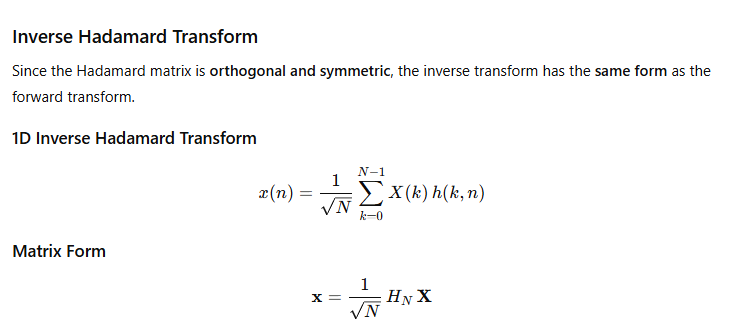 Inverse Hadamard Transform
Since the Hadamard matrix is orthogonal and symmetric, the inverse transform has the same form as the
forward transform.
1D Inverse Hadamard Transform
x(n) = \frac{1}{\sqrt{N}} \sum_{k=0}^{N-1} X(k) h(k, n)
Matrix Form
\mathbf{x} = \frac{1}{\sqrt{N}} H_N \mathbf{X}